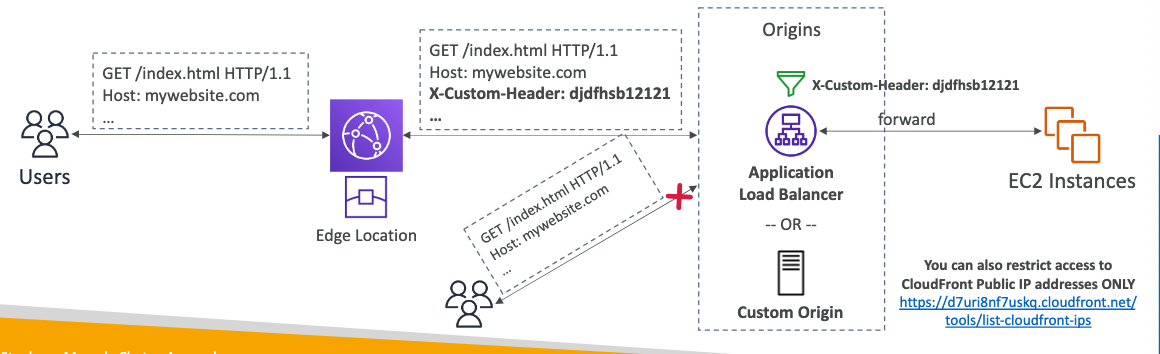 GET /index.html HTTP/1.1
Host: mywebsite.com
...
Users
Edge Location
GET /index.html HTTP/1.1
Host: mywebsite.com
X-Custom-Header: djdfhsb12121
...
GET /index.html HTTP/1.1
Host: mywebsite.com
...
Origins
X-Custom-Header: djdfhsb12121
Application
Load Balancer
-- OR --
Custom Origin
forward
EC2 Instances
You can also restrict access to
CloudFront Public IP addresses ONLY
https://d7uri8nf7uskq.cloudfront.net/
tools/list-cloudfront-ips